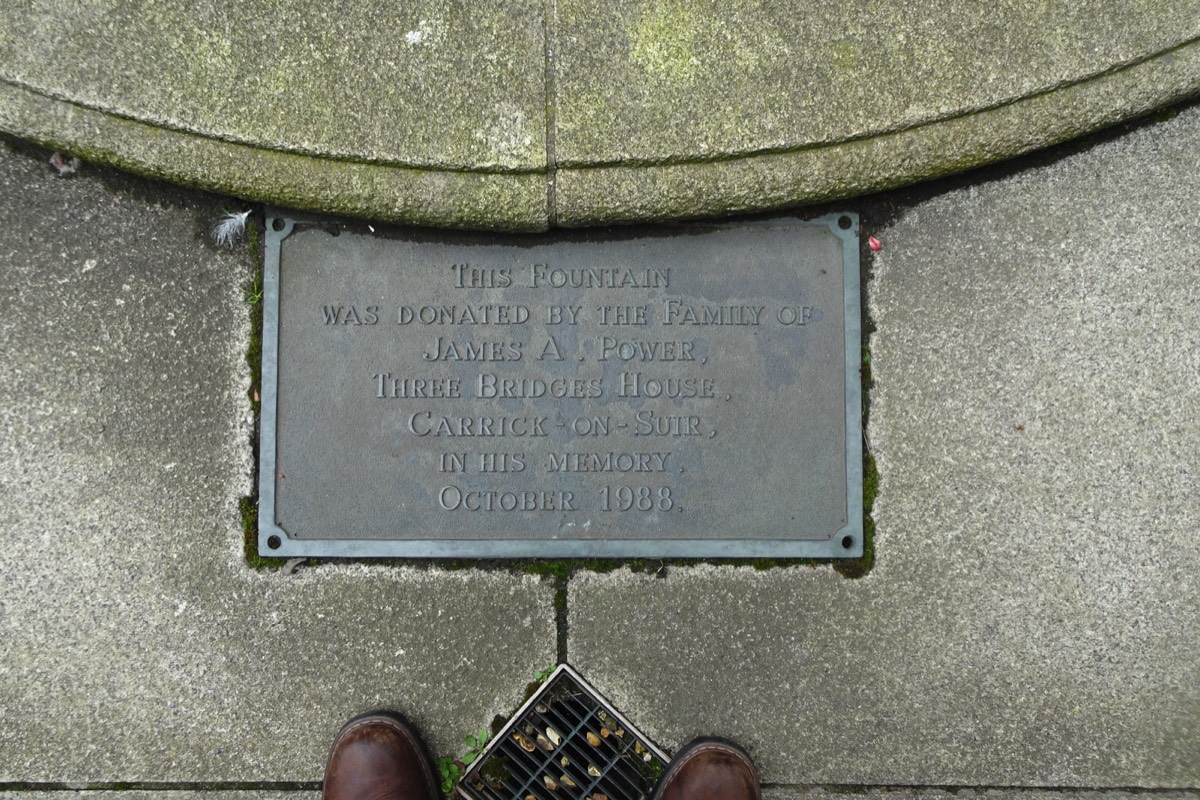 THIS FOUNTAIN
WAS DONATED BY THE FAMILY OF
JAMES A. POWER,
THREE BRIDGES HOUSE,
CARRICK-ON-SUIR,
IN HIS MEMORY.
OCTOBER 1988.